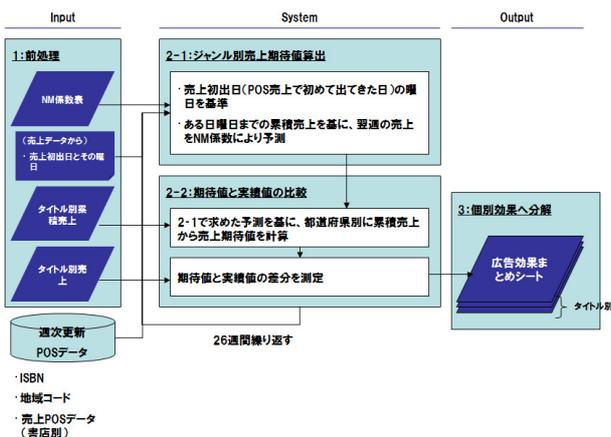 Input
System
Output
1:前処理
NM係数表
(売上データから)
・売上初出日とその曜
日
タイトル別累
積売上
タイトル別売
上
週次更新
POSデータ
・ISBN
・地域コード
・売上POSデータ
(書店別)
2-1:ジャンル別売上期待値算出
・売上初出日(POS売上で初めて出てきた日)の曜
日を基準
・ある日曜日までの累積売上を基に、翌週の売上
をNM係数により予測
2-2:期待値と実績値の比較
2-1で求めた予測を基に、都道府県別に累積売上
から売上期待値を計算
期待値と実績値の差分を測定
26週間繰り返す
3:個別効果へ分解
広告効果ま
とめシート
タイトル別